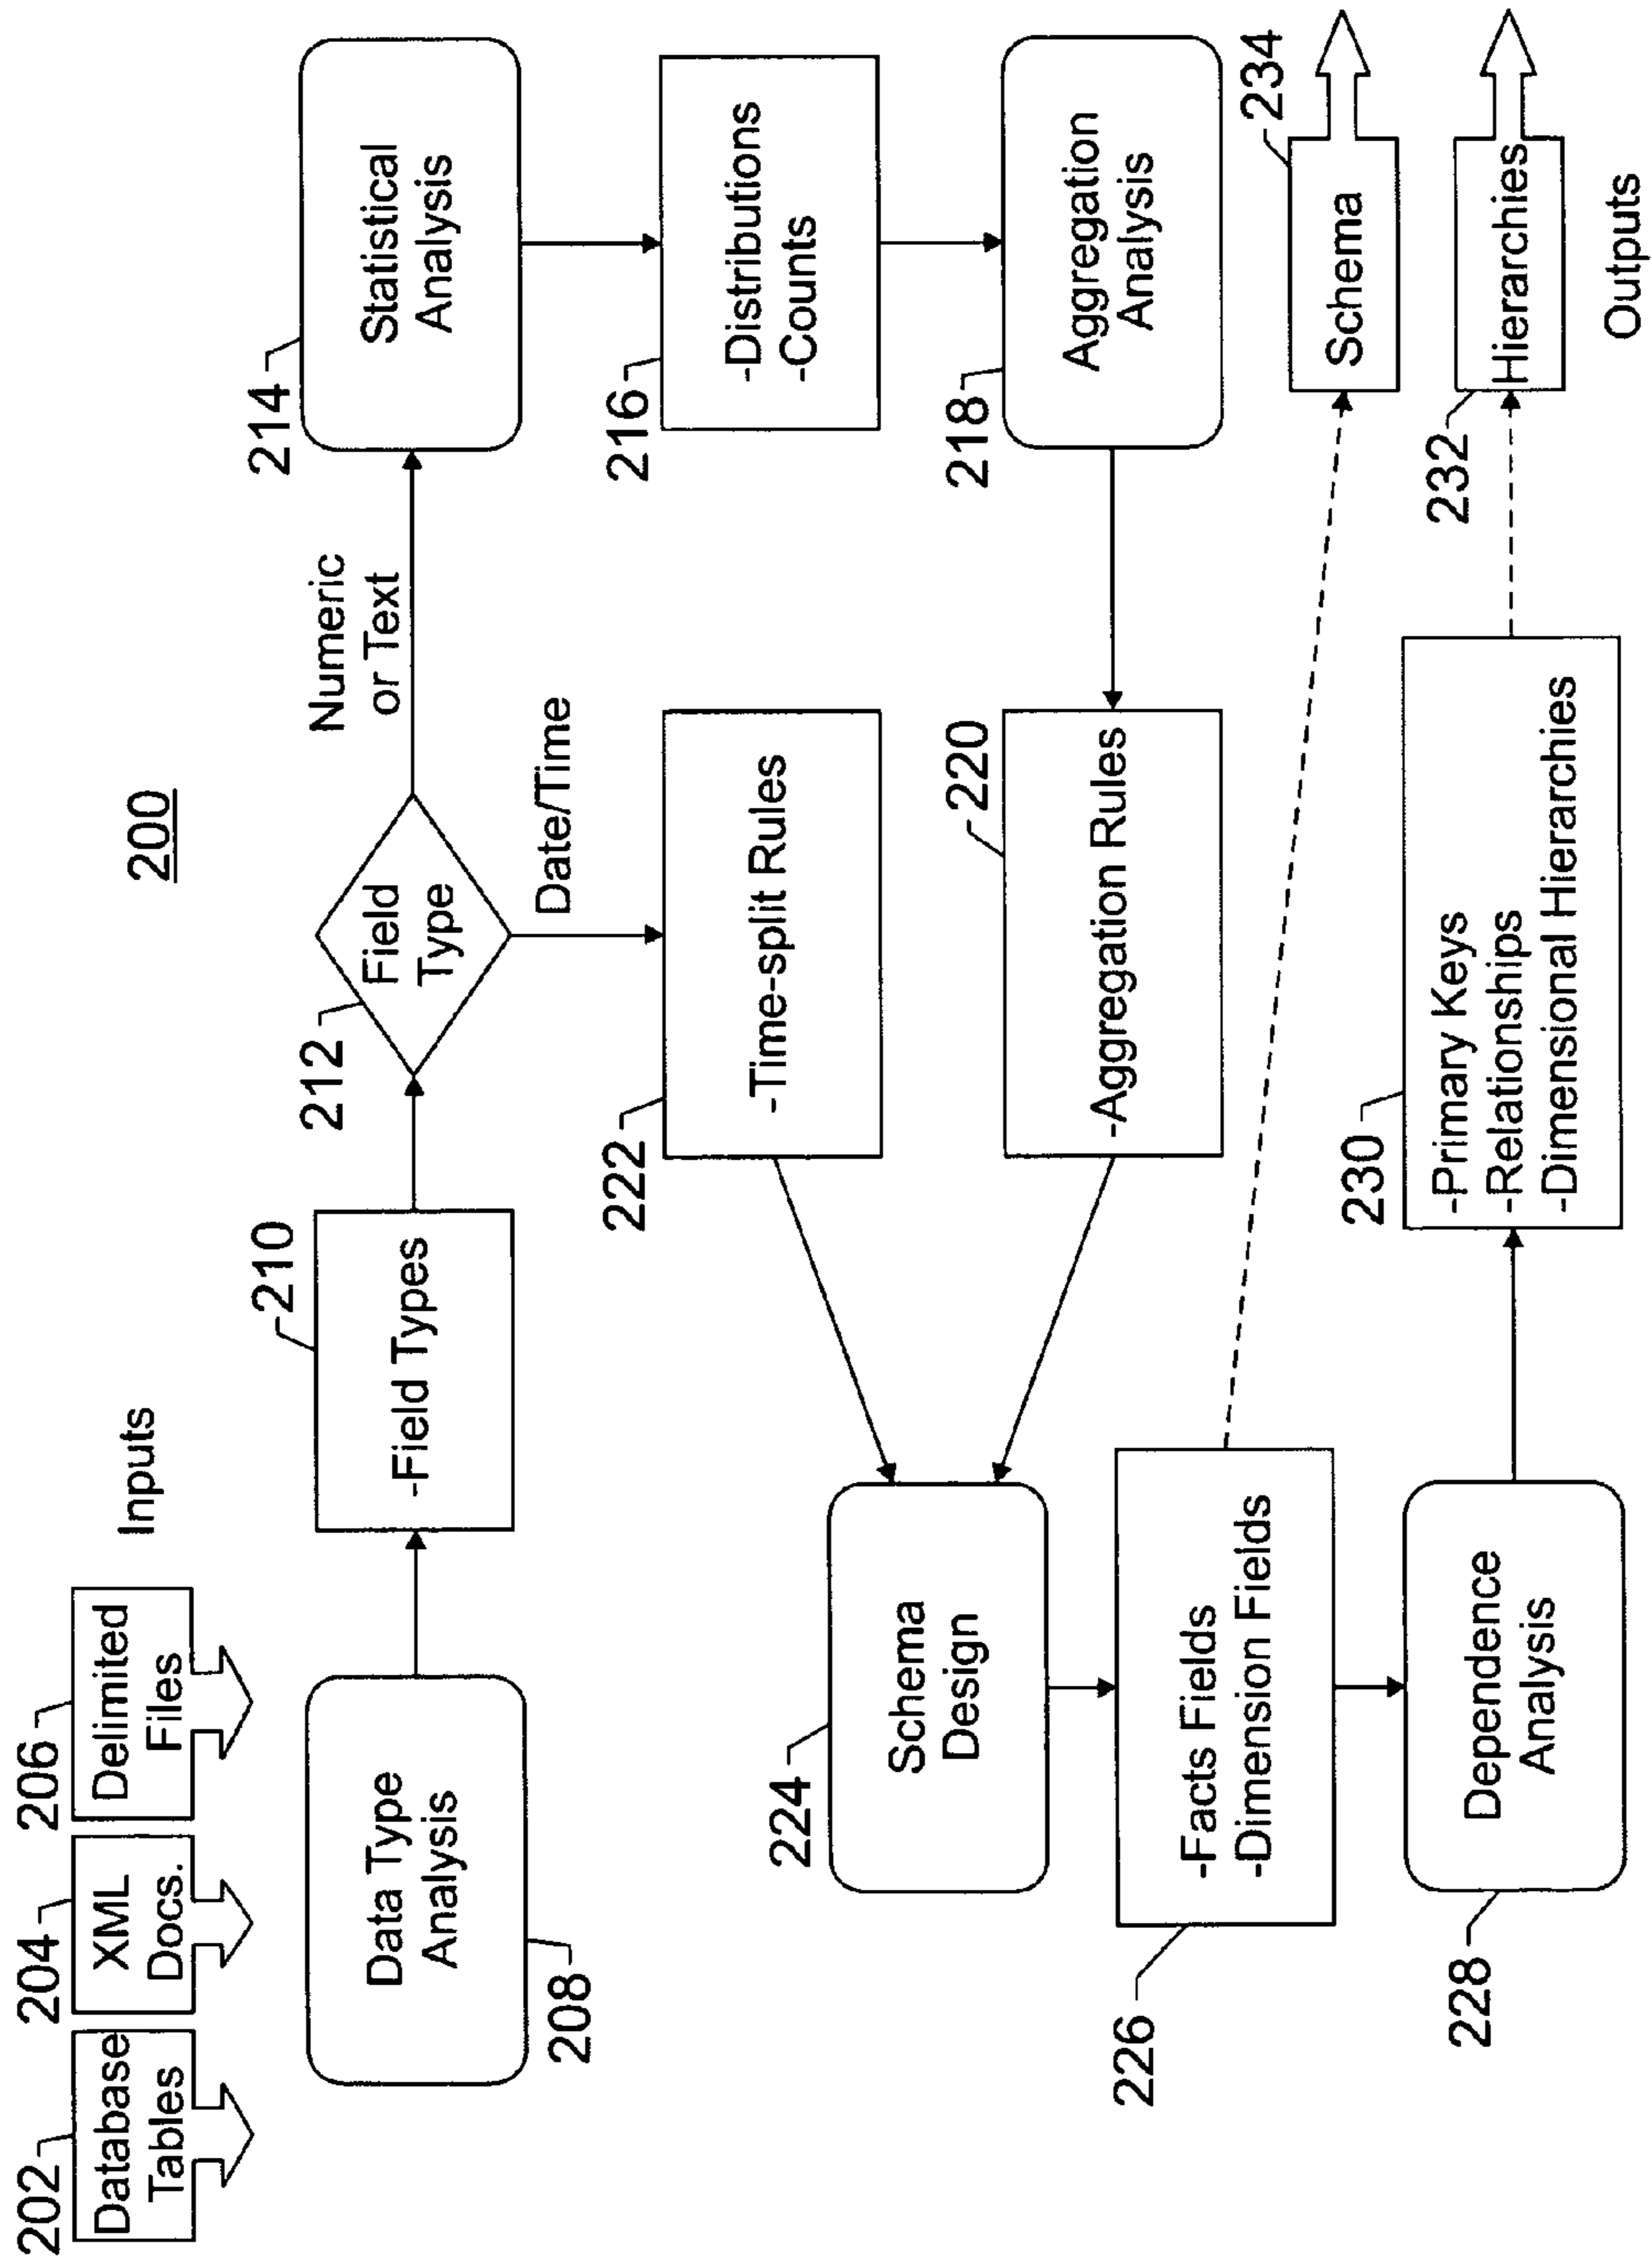 200
Inputs
202
Database
Tables
204
XML
Docs.
206
Delimited
Files
Data Type
Analysis
208
210
-Field Types
212
Field
Type
Numeric
or Text
Date/Time
214
Statistical
Analysis
216
-Distributions
-Counts
222
-Time-split Rules
218
Aggregation
Analysis
220
-Aggregation Rules
224
Schema
Design
226
-Facts Fields
-Dimension Fields
228
Dependence
Analysis
230
-Primary Keys
-Relationships
-Dimensional Hierarchies
234
Schema
232
Hierarchies
Outputs